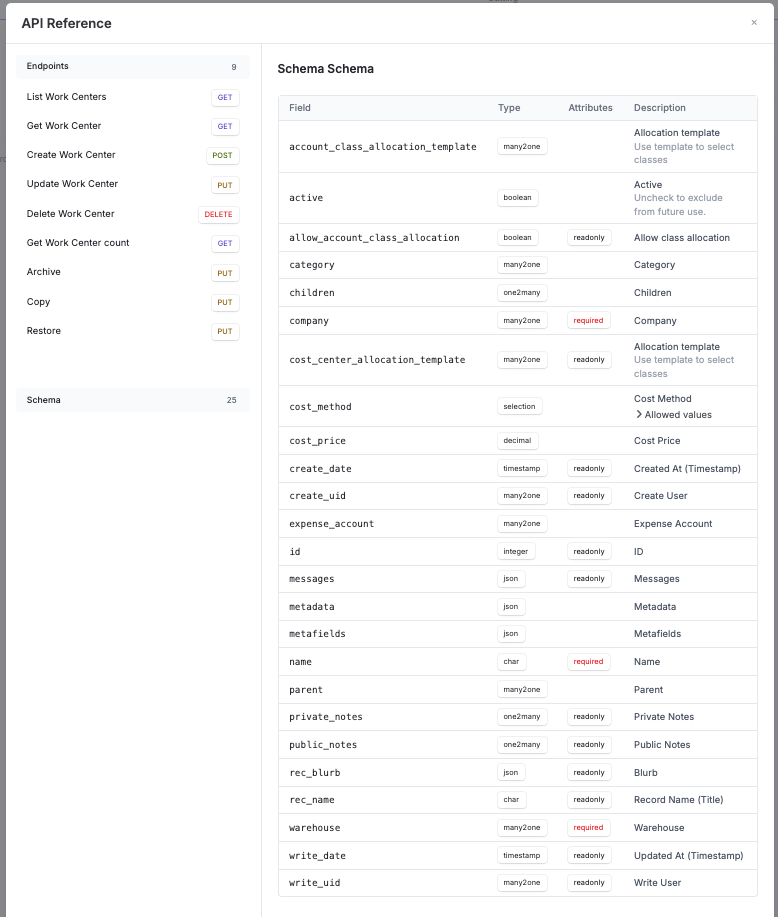 API Reference ×
Endpoints 9
List Work Centers GET
Get Work Center GET
Create Work Center POST
Update Work Center PUT
Delete Work Center DELETE
Get Work Center count GET
Archive PUT
Copy PUT
Restore PUT
Schema 25
Schema Schema
Field Type Attributes Description
account_class_allocation_template many2one Allocation template
Use template to select
classes
active boolean Active
Uncheck to exclude
from future use.
allow_account_class_allocation boolean readonly Allow class allocation
category many2one Category
children one2many Children
company many2one required Company
cost_center_allocation_template many2one readonly Allocation template
Use template to select
classes
cost_method selection Cost Method
Allowed values
cost_price decimal Cost Price
create_date timestamp readonly Created At (Timestamp)
create_uid many2one readonly Create User
expense_account many2one Expense Account
id integer readonly ID
messages json readonly Messages
metadata json Metadata
metafields json Metafields
name char required Name
parent many2one Parent
private_notes one2many readonly Private Notes
public_notes one2many readonly Public Notes
rec_blurb json readonly Blurb
rec_name char readonly Record Name (Title)
warehouse many2one required Warehouse
write_date timestamp readonly Updated At (Timestamp)
write_uid many2one readonly Write User